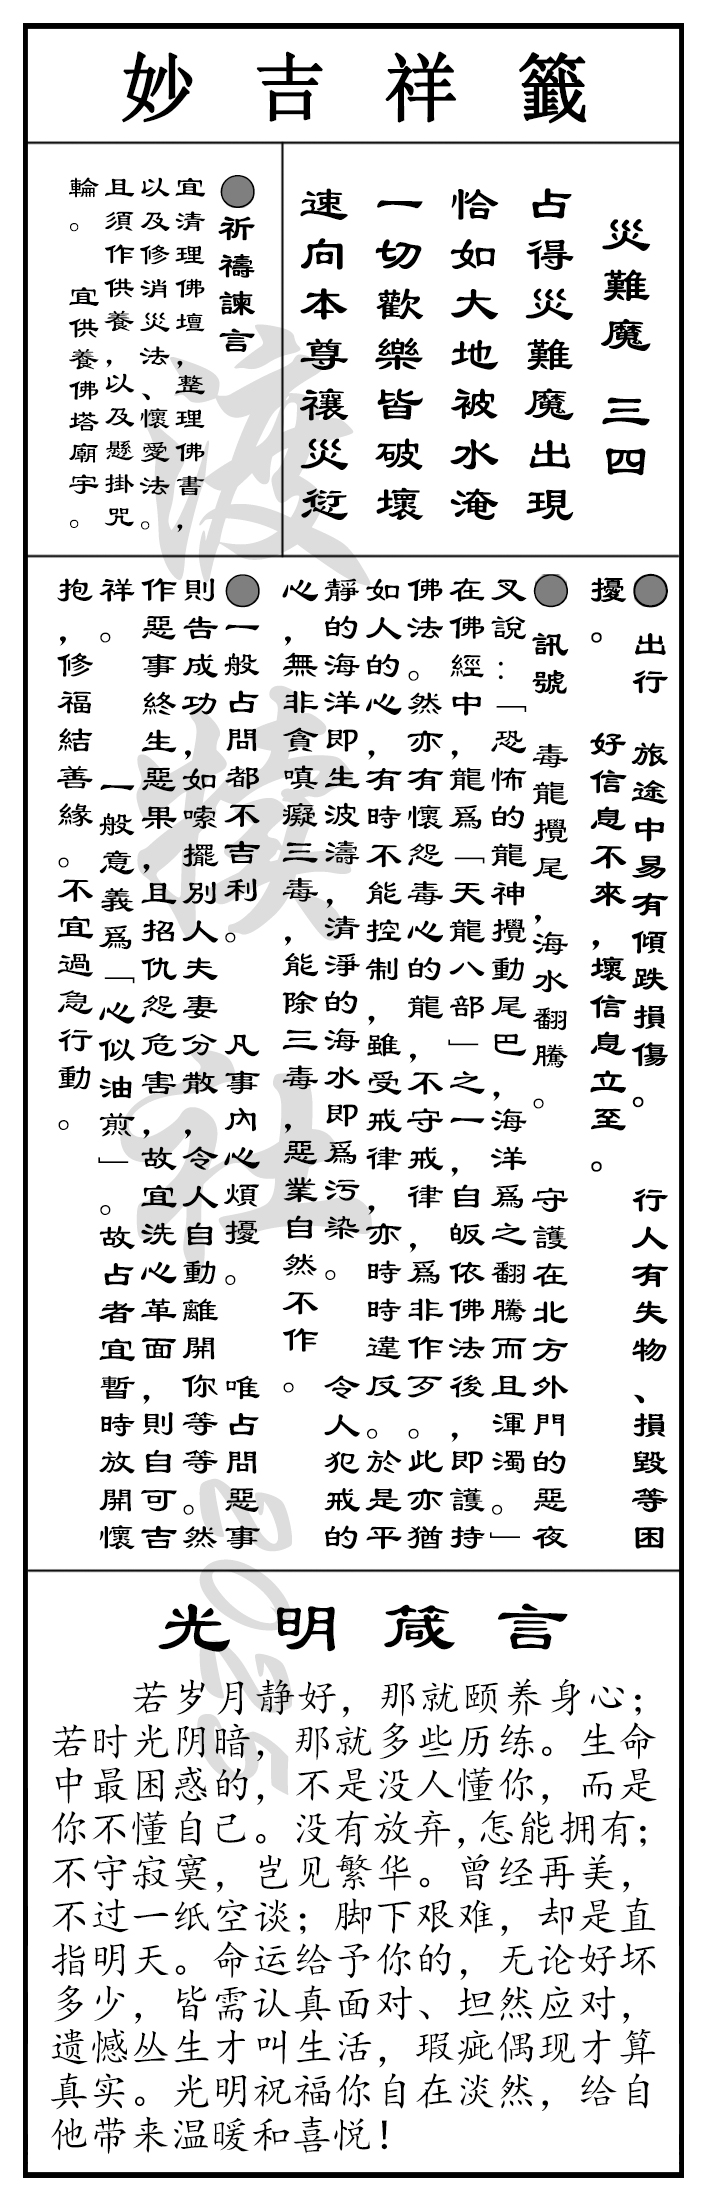 妙吉祥籤
災難魔 三四
占得災難魔出現
恰如大地被水淹
一切歡樂皆破壞
速向本尊禳災愆
●祈禱諫言
宜清理佛壇，整理佛書，
以及修消災法、懷愛法。
且須作供養，以及懸掛咒
輪。 宜供養佛塔廟宇。
● 出行 旅途中易有傾跌損傷。 行人有失物、損毀等困
擾。 好信息不來，壞信息立至。
● 訊號 毒龍攪尾，海水翻騰。 守護在北方外門的惡夜
叉說：「恐怖的龍神攪動尾巴，海洋爲之翻騰而且渾濁。」
在佛經中，龍爲「天龍八部」之一，自皈依佛法後，即護持
佛法。然亦有懷怨毒心的龍，不守戒律，爲非作歹。此亦猶
如人的心，有時不能控制，雖受戒律亦時時違反。於是平
靜的海洋即生波濤，清淨的海水即爲污染。 令人犯戒的
心，無非貪嗔癡三毒，能除三毒，惡業自然不作。
●一般占問都不吉利。 凡事內心煩擾。 唯占問惡事
則告成功，如嗦擺別人夫妻分散，令人自動離開你等等。然
作惡事終生惡果，且招仇怨危害，故宜洗心革面，則自可吉
祥。 一般意義爲「心似油煎」。故占者宜暫時放開懷
抱，修福結善緣。不宜過急行動。
光明箴言
若岁月静好，那就颐养身心；
若时光阴暗，那就多些历练。生命
中最困惑的，不是没人懂你，而是
你不懂自己。没有放弃，怎能拥有；
不守寂寞，岂见繁华。曾经再美，
不过一纸空谈；脚下艰难，却是直
指明天。命运给予你的，无论好坏
多少，皆需认真面对、坦然应对，
遗憾丛生才叫生活，瑕疵偶现才算
真实。光明祝福你自在淡然，给自
他带来温暖和喜悦！
2025